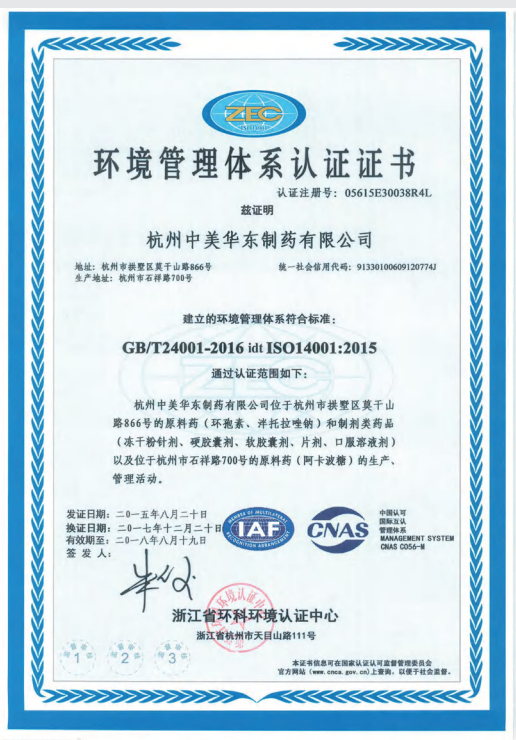 ZEC
环境管理体系认证证书
认证注册号：05615E30038R4L
兹证明
杭州中美华东制药有限公司
地址：杭州市拱墅区莫干山路866号
统一社会信用代码：91330100609120774J
生产地址：杭州市石祥路700号
建立的环境管理体系符合标准：
GB/T24001-2016 idt ISO14001:2015
通过认证范围如下：
杭州中美华东制药有限公司位于杭州市拱墅区莫干山
路866号的原料药（环孢素、泮托拉唑钠）和制剂类药品
（冻干粉针剂、硬胶囊剂、软胶囊剂、片剂、口服溶液剂）
以及位于杭州市石祥路700号的原料药（阿卡波糖）的生产、
管理活动。
发证日期：二〇一五年八月二十日
换证日期：二〇一七年十二月二十日
有效期至：二〇一八年八月十九日
签 发 人：
MEMBER OF MULTILATERAL
IAF
RECOGNITION ARRANGEMENT
CNAS
中国认可
国际互认
管理体系
MANAGEMENT SYSTEM
CNAS C056-M
浙江省环科环境认证中心
浙江省杭州市天目山路111号
1
2
3
本证书信息可在国家认证认可监督管理委员会
官方网站（www.cnca.gov.cn)上查询，以便于社会监督。